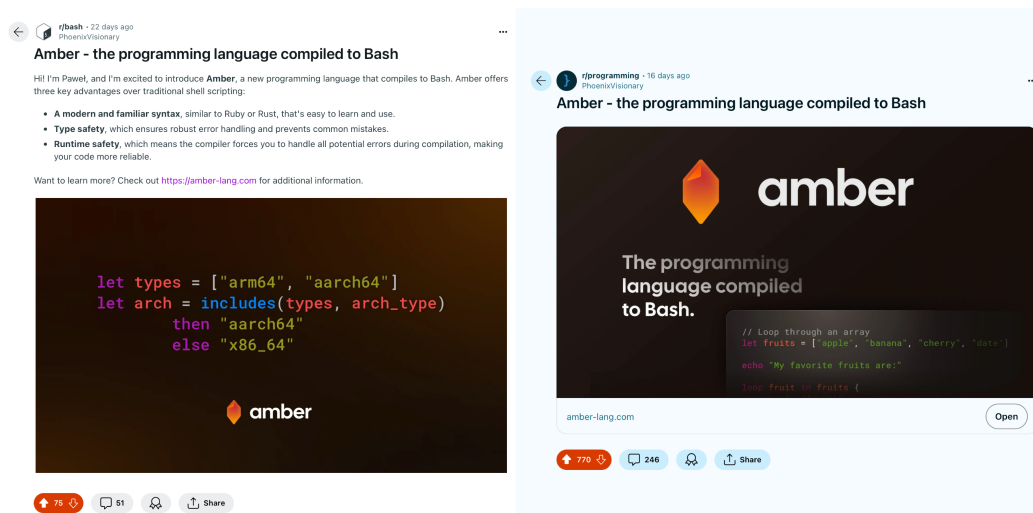 r/bash • 22 days ago
PhoenixVisionary
Amber - the programming language compiled to Bash
Hi! I'm Paweł, and I'm excited to introduce Amber, a new programming language that compiles to Bash. Amber offers
three key advantages over traditional shell scripting:
• A modern and familiar syntax, similar to Ruby or Rust, that's easy to learn and use.
• Type safety, which ensures robust error handling and prevents common mistakes.
• Runtime safety, which means the compiler forces you to handle all potential errors during compilation, making
your code more reliable.
Want to learn more? Check out https://amber-lang.com for additional information.
let types = ["arm64", "aarch64"]
let arch = includes(types, arch_type)
then "aarch64"
else "x86_64"
amber
75
51
Share
r/programming • 16 days ago
PhoenixVisionary
Amber - the programming language compiled to Bash
amber
The programming
language compiled
to Bash.
// Loop through an array
let fruits = ["apple", "banana", "cherry", "date"]
echo "My favorite fruits are:"
loop fruit in fruits {
amber-lang.com
Open
770
246
Share